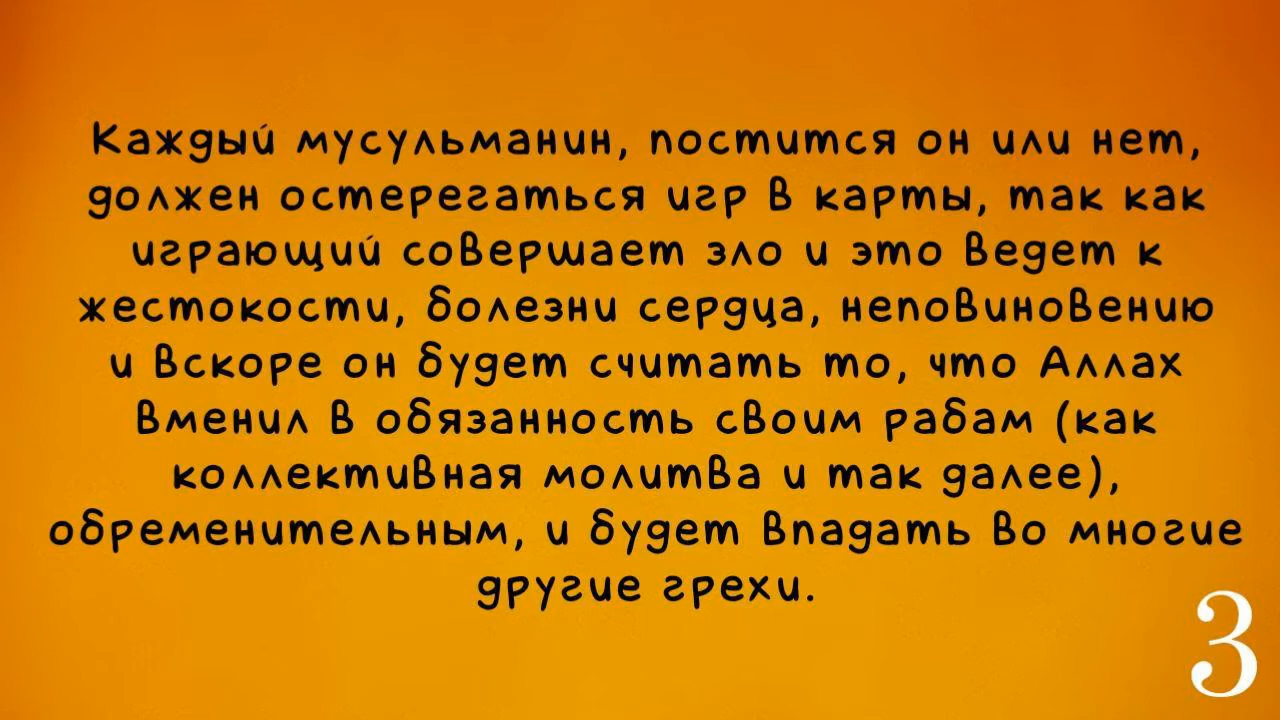 Каждый мусульманин, постится он или нет,
должен остерегаться игр в карты, так как
играющий совершает зло и это ведет к
жестокости, болезни сердца, неповиновению
и вскоре он будет считать то, что Аллах
вменил в обязанность своим рабам (как
коллективная молитва и так далее),
обременительным, и будет впадать во многие
другие грехи.
3